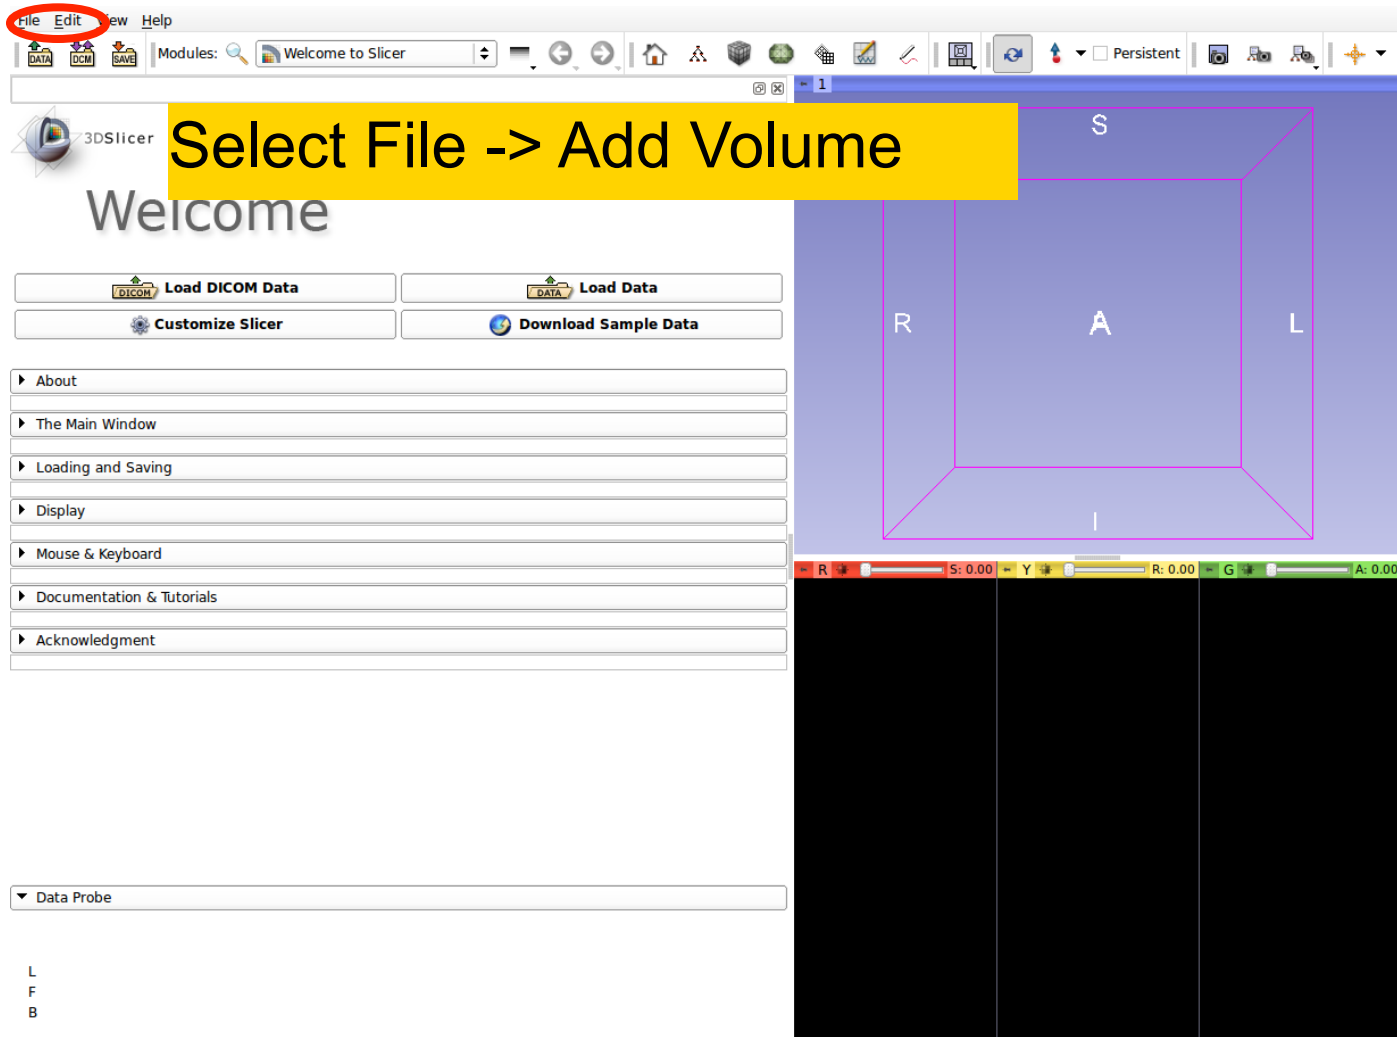 File Edit View Help
DATA DCM SAVE Modules: Welcome to Slicer Persistent
1
3DSlicer
Select File -> Add Volume
Welcome
DICOM Load DICOM Data
DATA Load Data
Customize Slicer
Download Sample Data
About
The Main Window
Loading and Saving
Display
Mouse & Keyboard
Documentation & Tutorials
Acknowledgment
Data Probe
L
F
B
S
R A L
I
R S: 0.00 Y R: 0.00 G A: 0.00